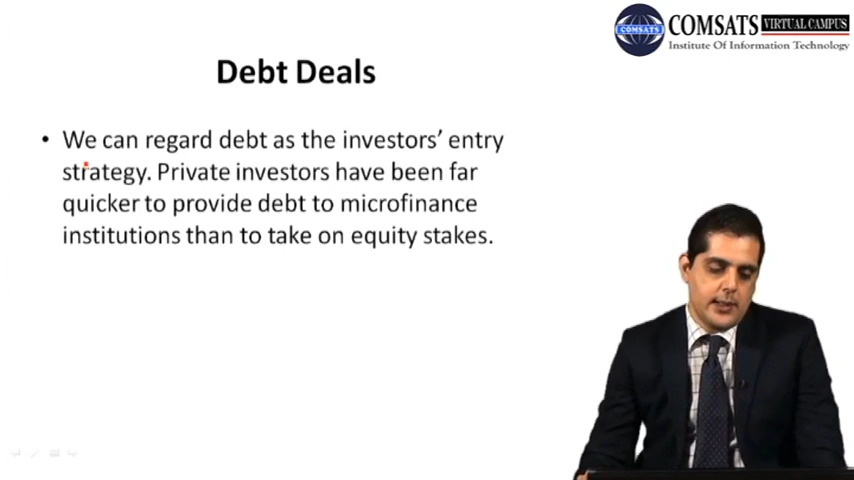 COMSATS VIRTUAL CAMPUS
COMSATS
Institute Of Information Technology
Debt Deals
• We can regard debt as the investors’ entry
strategy. Private investors have been far
quicker to provide debt to microfinance
institutions than to take on equity stakes.